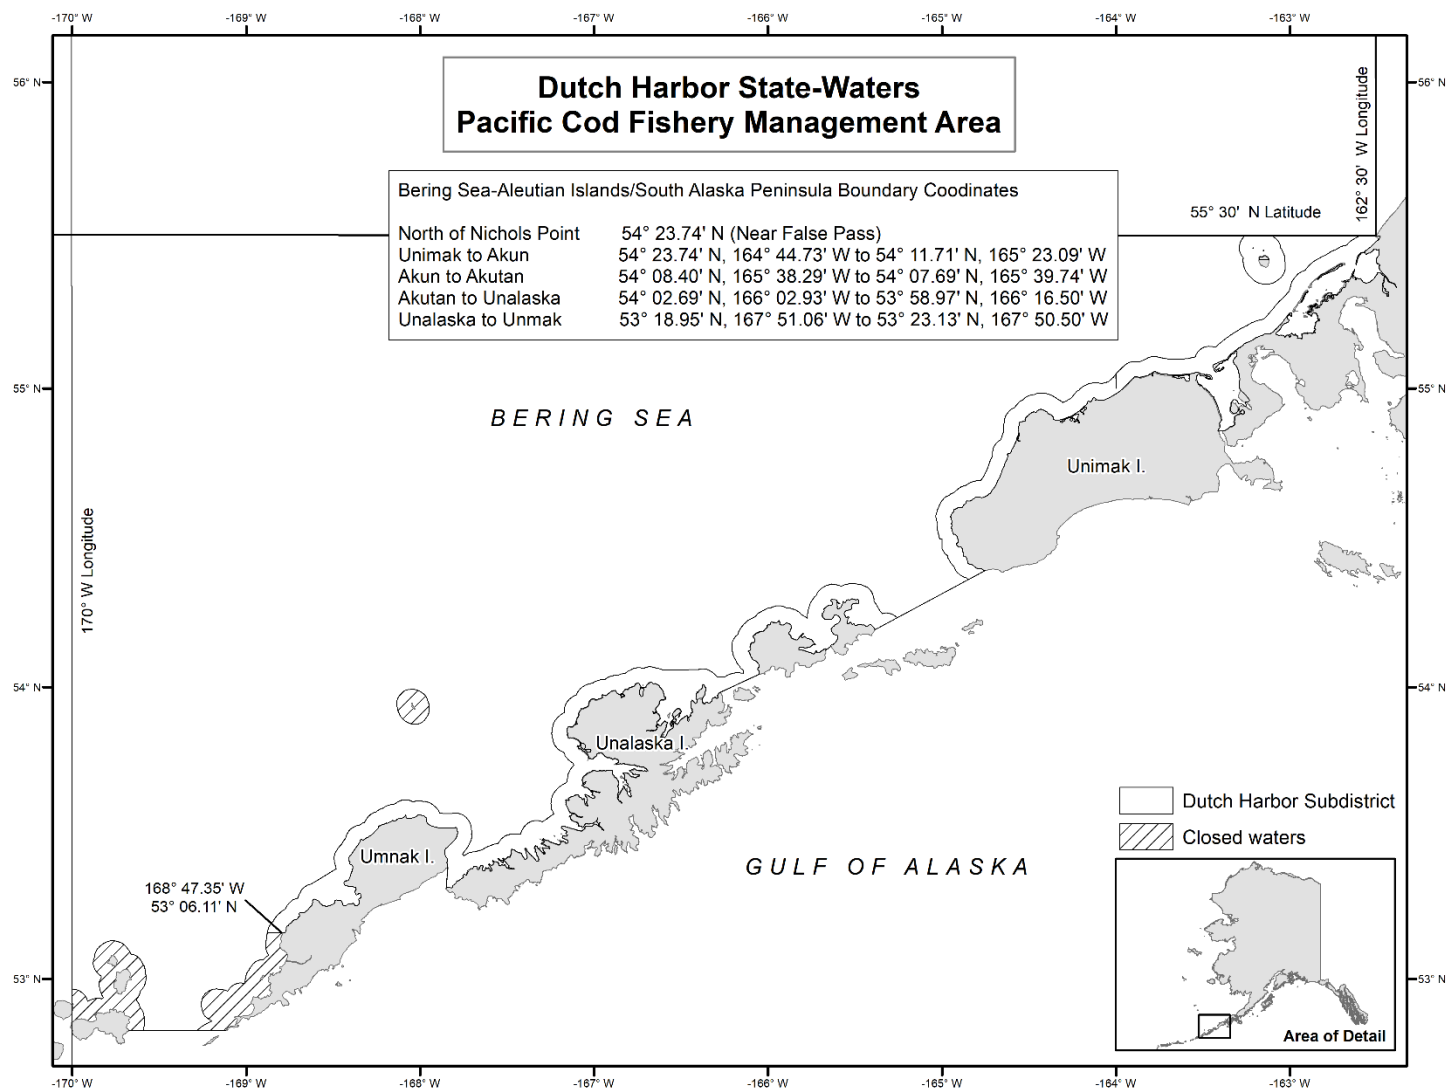 -170° W
-169° W
-168° W
-167° W
-166° W
-165° W
-164° W
-163° W
56° N
56° N
Dutch Harbor State-Waters
Pacific Cod Fishery Management Area
162° 30' W Longitude
Bering Sea-Aleutian Islands/South Alaska Peninsula Boundary Coodinates
55° 30' N Latitude
North of Nichols Point 54° 23.74' N (Near False Pass)
Unimak to Akun 54° 23.74' N, 164° 44.73' W to 54° 11.71' N, 165° 23.09' W
Akun to Akutan 54° 08.40' N, 165° 38.29' W to 54° 07.69' N, 165° 39.74' W
Akutan to Unalaska 54° 02.69' N, 166° 02.93' W to 53° 58.97' N, 166° 16.50' W
Unalaska to Unmak 53° 18.95' N, 167° 51.06' W to 53° 23.13' N, 167° 50.50' W
55° N
55° N
BERING SEA
Unimak I.
170° W Longitude
54° N
54° N
Unalaska I.
Dutch Harbor Subdistrict
Closed waters
Umnak I.
GULF OF ALASKA
168° 47.35' W
53° 06.11' N
53° N
53° N
Area of Detail
-170° W
-169° W
-168° W
-167° W
-166° W
-165° W
-164° W
-163° W